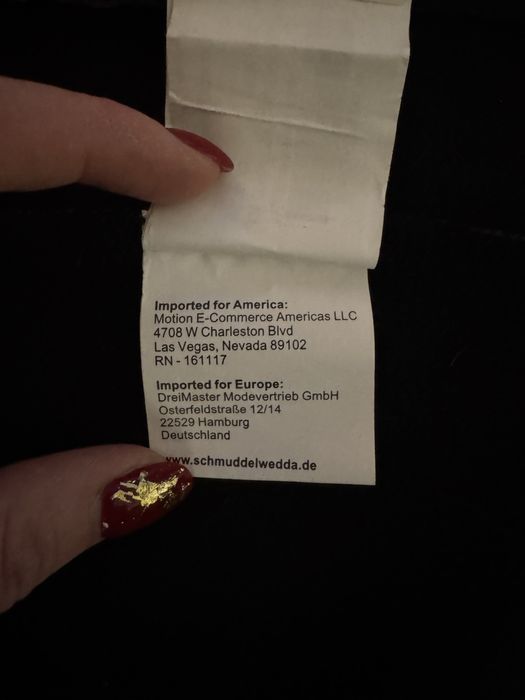 Imported for America:
Motion E-Commerce Americas LLC
4708 W Charleston Blvd
Las Vegas, Nevada 89102
RN - 161117
Imported for Europe:
DreiMaster Modevertrieb GmbH
Osterfeldstraße 12/14
22529 Hamburg
Deutschland
www.schmuddelwedda.de